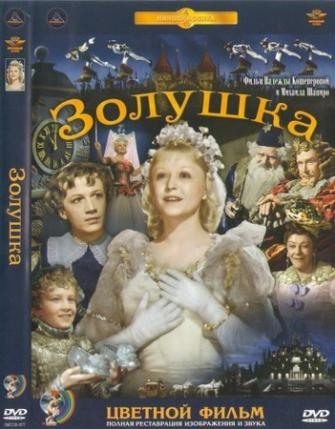 Золушка
Фильм Надежды Кошеверовой
и Михаила Шапиро
Золушка
ЦВЕТНОЙ ФИЛЬМ
ПОЛНАЯ РЕСТАВРАЦИЯ ИЗОБРАЖЕНИЯ И ЗВУКА
DVD
DVD